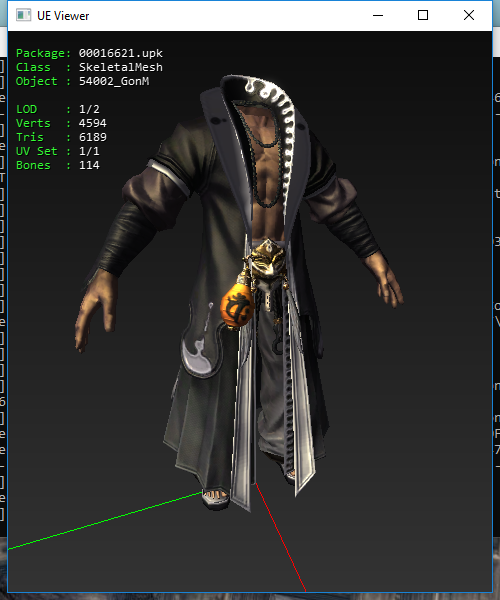 UE Viewer
Package: 00016621.upk
Class : SkeletalMesh
Object : 54002_GonM
LOD : 1/2
Verts : 4594
Tris : 6189
UV Set : 1/1
Bones : 114